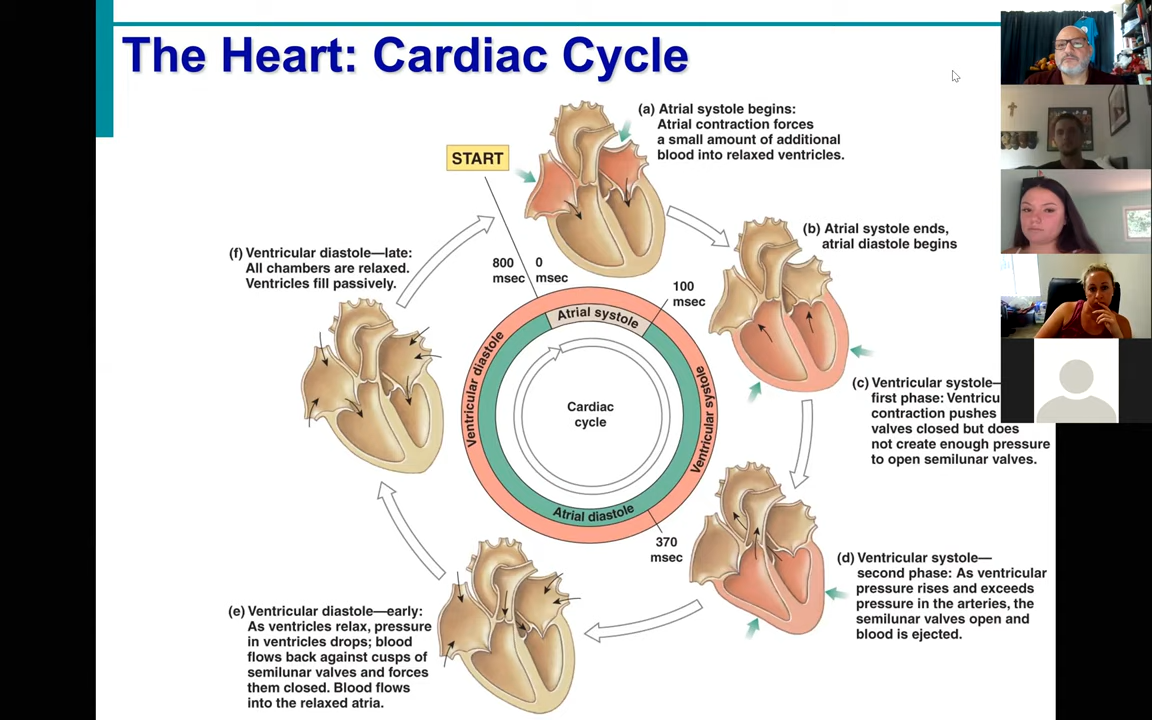 The Heart: Cardiac Cycle
(a) Atrial systole begins:
Atrial contraction forces
a small amount of additional
blood into relaxed ventricles.
START
(b) Atrial systole ends,
atrial diastole begins
(f) Ventricular diastole—late:
All chambers are relaxed.
Ventricles fill passively.
800 msec
0 msec
100 msec
Atrial systole
Ventricular diastole
Ventricular systole
Cardiac
cycle
Atrial diastole
(c) Ventricular systole—
first phase: Ventricu
contraction pushes
valves closed but does
not create enough pressure
to open semilunar valves.
370
msec
(d) Ventricular systole—
second phase: As ventricular
pressure rises and exceeds
pressure in the arteries, the
semilunar valves open and
blood is ejected.
(e) Ventricular diastole—early:
As ventricles relax, pressure
in ventricles drops; blood
flows back against cusps of
semilunar valves and forces
them closed. Blood flows
into the relaxed atria.